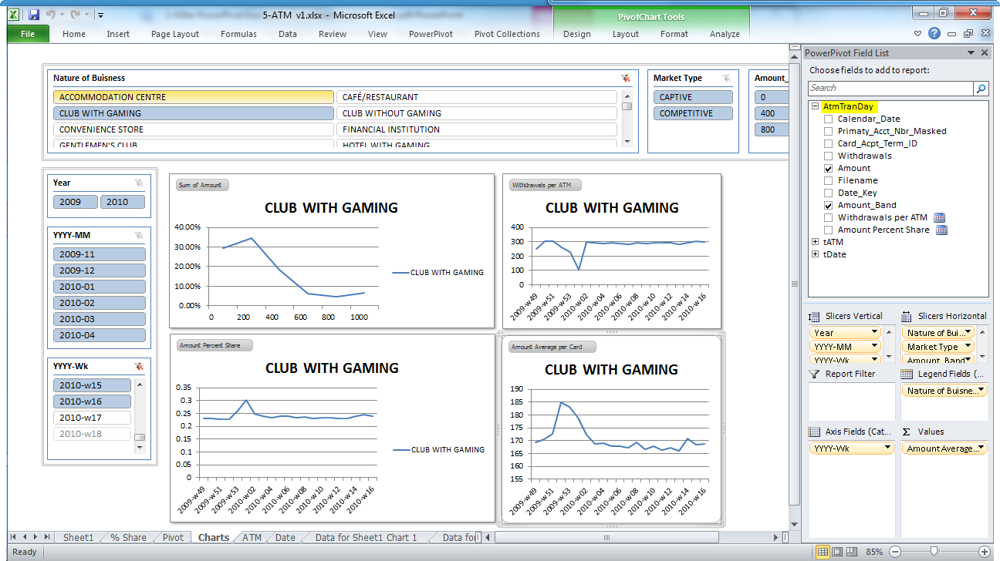 5-ATM v1.xlsx - Microsoft Excel
PivotChart Tools
File Home Insert Page Layout Formulas Data Review View PowerPivot Pivot Collections Design Layout Format Analyze
Nature of Buisness
ACCOMMODATION CENTRE
CAFÉ/RESTAURANT
CLUB WITH GAMING
CLUB WITHOUT GAMING
CONVENIENCE STORE
FINANCIAL INSTITUTION
GENTLEMEN'S CLUB
HOTEL WITH GAMING
Market Type
CAPTIVE
COMPETITIVE
Amount_
0
400
800
Year
2009 2010
YYYY-MM
2009-11
2009-12
2010-01
2010-02
2010-03
2010-04
YYYY-Wk
2010-w15
2010-w16
2010-w17
2010-w18
Sum of Amount
CLUB WITH GAMING
40.00%
30.00%
20.00%
10.00%
0.00%
0 200 400 600 800 1000
CLUB WITH GAMING
Withdrawals per ATM
CLUB WITH GAMING
400
300
200
100
0
2009-w49 2009-w51 2009-w53 2010-w02 2010-w04 2010-w06 2010-w08 2010-w10 2010-w12 2010-w14 2010-w16
Amount Percent Share
CLUB WITH GAMING
0.35
0.3
0.25
0.2
0.15
0.1
0.05
0
2009-w49 2009-w51 2009-w53 2010-w02 2010-w04 2010-w06 2010-w08 2010-w10 2010-w12 2010-w14 2010-w16
CLUB WITH GAMING
Amount Average per Card
CLUB WITH GAMING
190
185
180
175
170
165
160
155
2009-w49 2009-w51 2009-w53 2010-w02 2010-w04 2010-w06 2010-w08 2010-w10 2010-w12 2010-w14 2010-w16
PowerPivot Field List
Choose fields to add to report:
Search
AtmTranDay
Calendar_Date
Primaty_Acct_Nbr_Masked
Card_Acpt_Term_ID
Withdrawals
Amount
Filename
Date_Key
Amount_Band
Withdrawals per ATM
Amount Percent Share
tATM
tDate
Slicers Vertical
Year
YYYY-MM
YYYY-Wk
Slicers Horizontal
Nature of Bui...
Market Type
Amount_Band
Report Filter
Legend Fields (...
Nature of Buisne...
Axis Fields (Cat...
YYYY-Wk
Σ Values
AmountAverage...
Sheet1 % Share Pivot Charts ATM Date Data for Sheet1 Chart 1 Data fo
Ready
85%